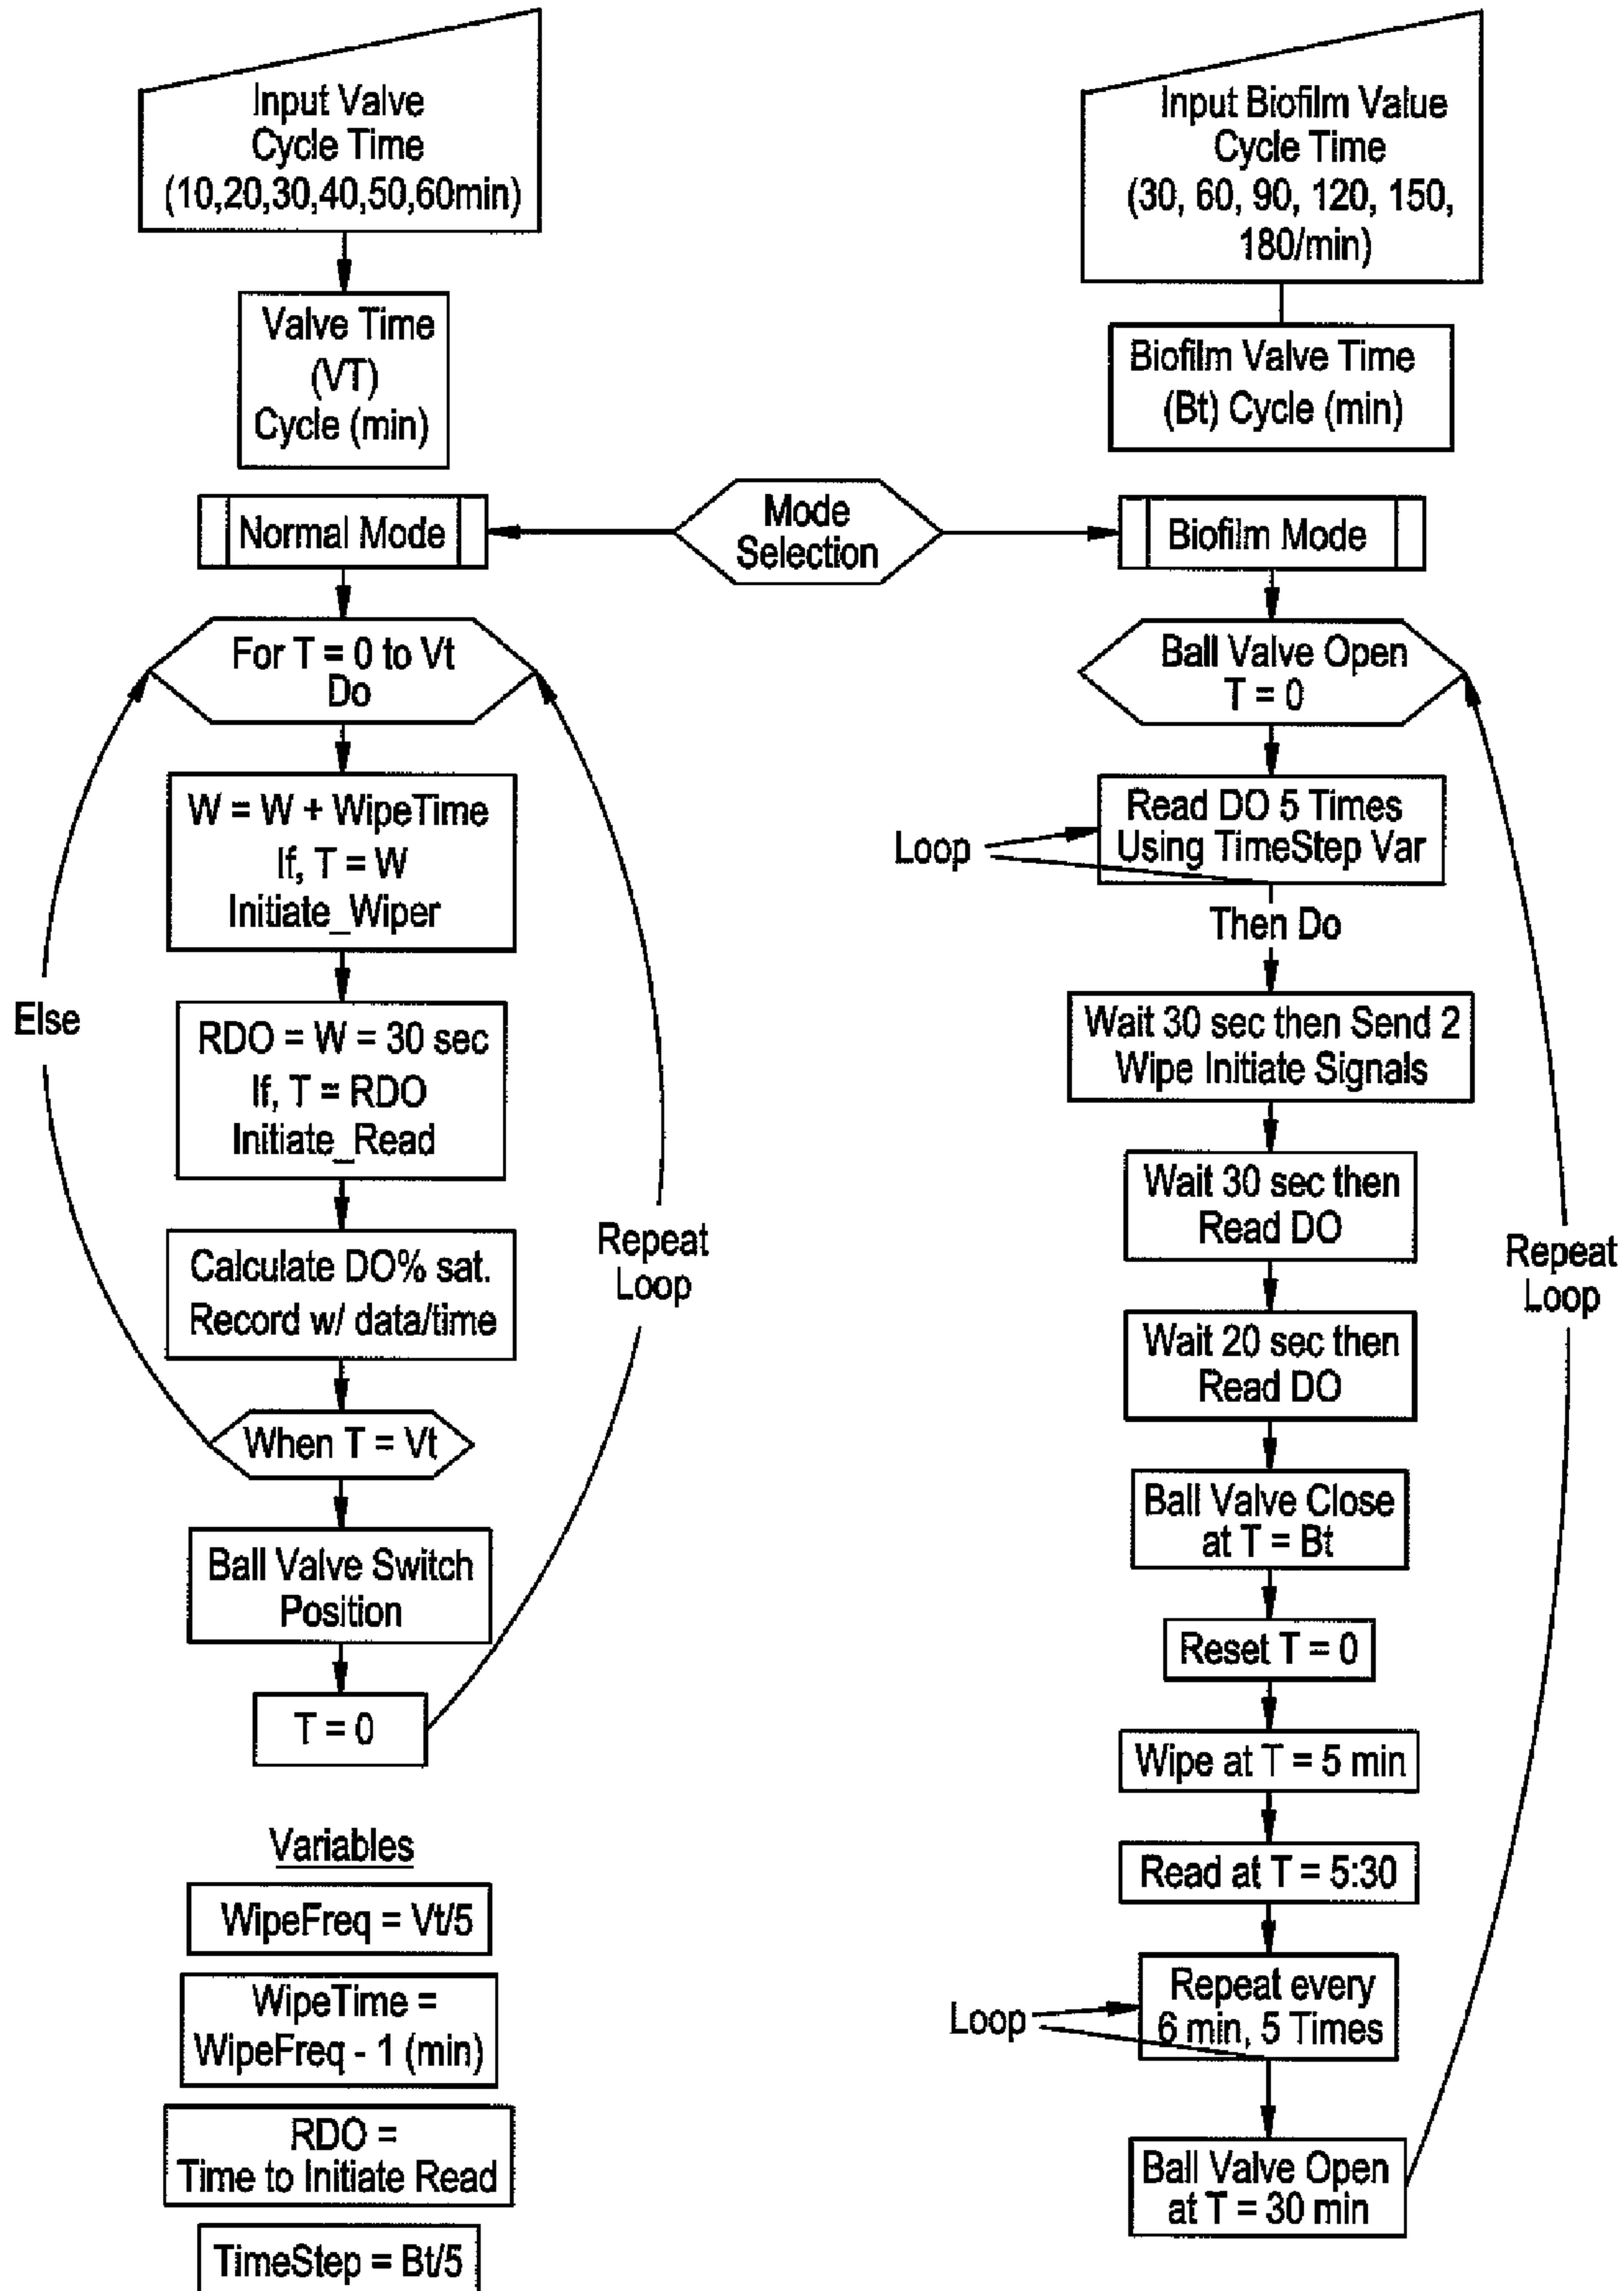 Input Valve
Cycle Time
(10,20,30,40,50,60min)
Valve Time
(VT)
Cycle (min)
Input Biofilm Value
Cycle Time
(30, 60, 90, 120, 150,
180/min)
Biofilm Valve Time
(Bt) Cycle (min)
Mode
Selection
Normal Mode
For T = 0 to Vt
Do
W = W + WipeTime
If, T = W
Initiate_Wiper
RDO = W = 30 sec
If, T = RDO
Initiate_Read
Calculate DO% sat.
Record w/ data/time
When T = Vt
Ball Valve Switch
Position
T = 0
Else
Repeat
Loop
Variables
WipeFreq = Vt/5
WipeTime =
WipeFreq - 1 (min)
RDO =
Time to Initiate Read
TimeStep = Bt/5
Biofilm Mode
Ball Valve Open
T = 0
Loop
Read DO 5 Times
Using TimeStep Var
Then Do
Wait 30 sec then Send 2
Wipe Initiate Signals
Wait 30 sec then
Read DO
Wait 20 sec then
Read DO
Ball Valve Close
at T = Bt
Reset T = 0
Wipe at T = 5 min
Read at T = 5:30
Loop
Repeat every
6 min, 5 Times
Ball Valve Open
at T = 30 min
Repeat
Loop